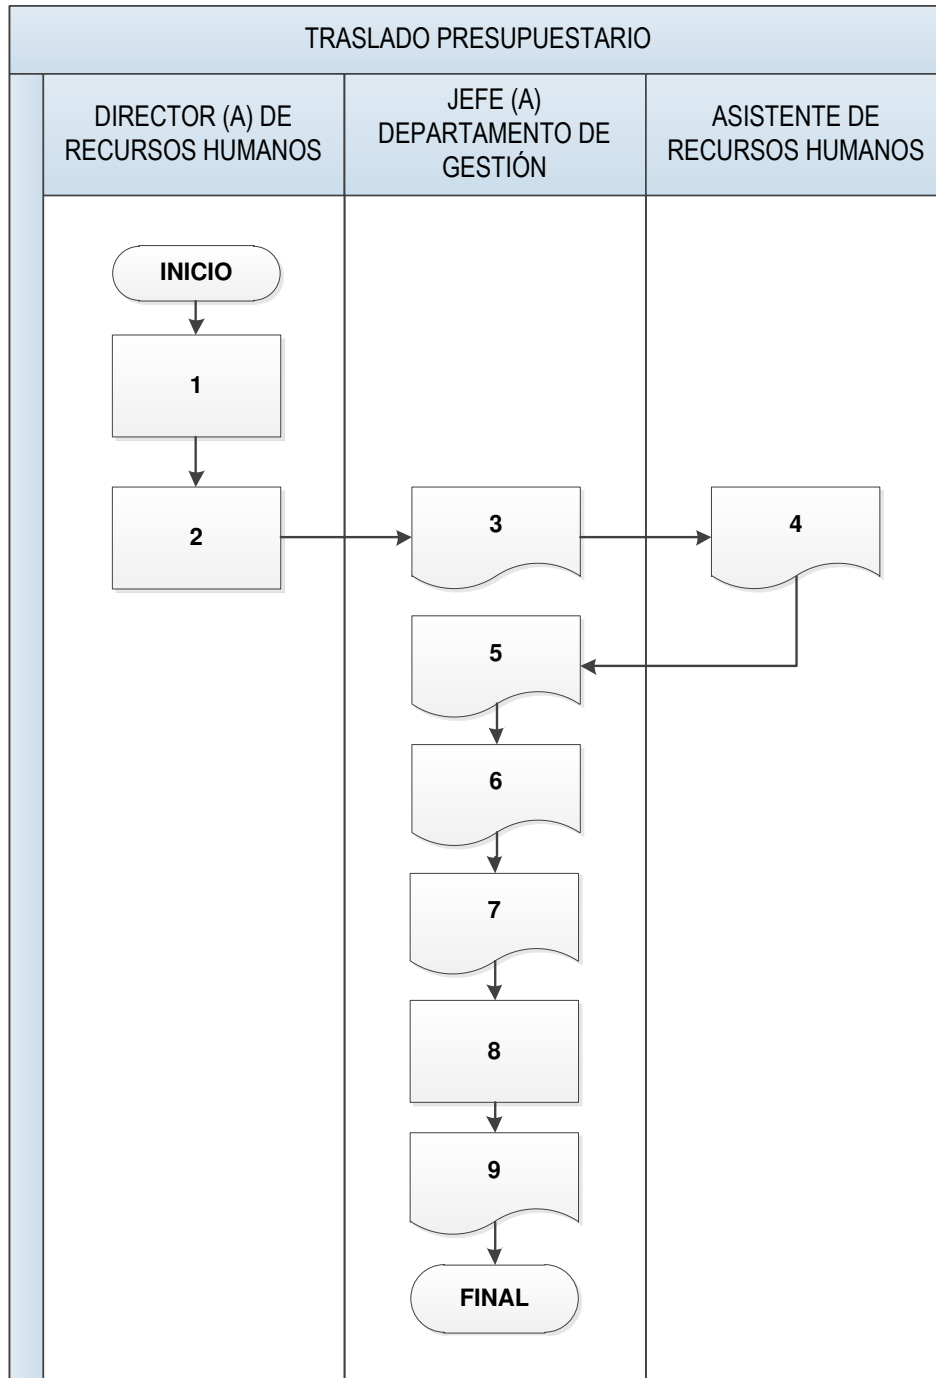 TRASLADO PRESUPUESTARIO
DIRECTOR (A) DE
RECURSOS HUMANOS
JEFE (A)
DEPARTAMENTO DE
GESTIÓN
ASISTENTE DE
RECURSOS HUMANOS
INICIO
1
2
3
4
5
6
7
8
9
FINAL